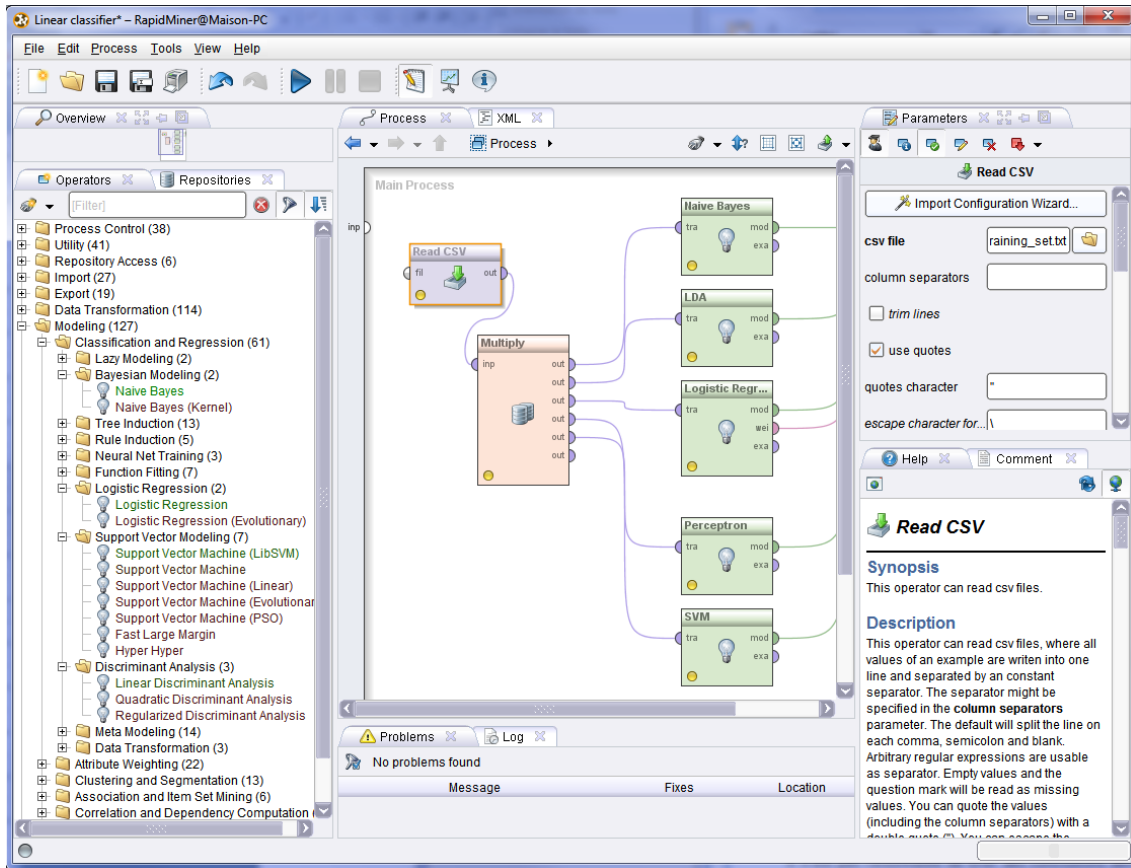 Linear classifier* – RapidMiner@Maison-PC
File Edit Process Tools View Help
Overview
Operators Repositories
[Filter]
Process Control (38)
Utility (41)
Repository Access (6)
Import (27)
Export (19)
Data Transformation (114)
Modeling (127)
Classification and Regression (61)
Lazy Modeling (2)
Bayesian Modeling (2)
Naive Bayes
Naive Bayes (Kernel)
Tree Induction (13)
Rule Induction (5)
Neural Net Training (3)
Function Fitting (7)
Logistic Regression (2)
Logistic Regression
Logistic Regression (Evolutionary)
Support Vector Modeling (7)
Support Vector Machine (LibSVM)
Support Vector Machine
Support Vector Machine (Linear)
Support Vector Machine (Evolutionar
Support Vector Machine (PSO)
Fast Large Margin
Hyper Hyper
Discriminant Analysis (3)
Linear Discriminant Analysis
Quadratic Discriminant Analysis
Regularized Discriminant Analysis
Meta Modeling (14)
Data Transformation (3)
Attribute Weighting (22)
Clustering and Segmentation (13)
Association and Item Set Mining (6)
Correlation and Dependency Computation (
Process XML
Process
Main Process
inp
Read CSV
fil out
Multiply
inp out
out
out
out
out
out
Naive Bayes
tra mod
exa
LDA
tra mod
exa
Logistic Regr...
tra mod
wei
exa
Perceptron
tra mod
exa
SVM
tra mod
exa
Problems Log
No problems found
Message Fixes Location
Parameters
Read CSV
Import Configuration Wizard...
csv file raining_set.txt
column separators
trim lines
use quotes
quotes character "
escape character for... \
Help Comment
Read CSV
Synopsis
This operator can read csv files.
Description
This operator can read csv files, where all
values of an example are writen into one
line and separated by an constant
separator. The separator might be
specified in the column separators
parameter. The default will split the line on
each comma, semicolon and blank.
Arbitrary regular expressions are usable
as separator. Empty values and the
question mark will be read as missing
values. You can quote the values
(including the column separators) with a
double quote ("). You can escape the